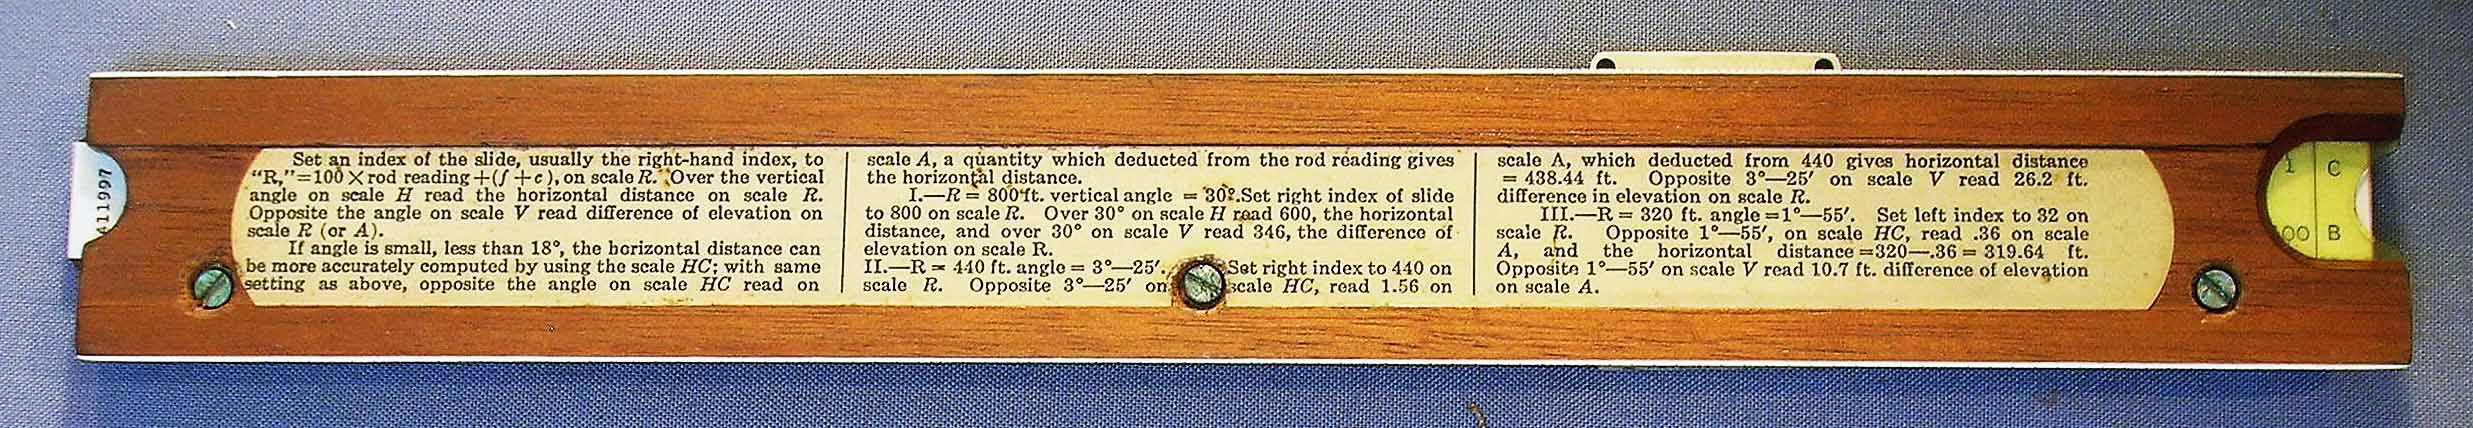 411997
Set an index of the slide, usually the right-hand index, to
"R,"=100 × rod reading +(f +c), on scale R. Over the vertical
angle on scale H read the horizontal distance on scale R.
Opposite the angle on scale V read difference of elevation on
scale R (or A).
If angle is small, less than 18°, the horizontal distance can
be more accurately computed by using the scale HC; with same
setting as above, opposite the angle on scale HC read on
scale A, a quantity which deducted from the rod reading gives
the horizontal distance.
I.—R = 800 ft. vertical angle = 30°. Set right index of slide
to 800 on scale R. Over 30° on scale H read 600, the horizontal
distance, and over 30° on scale V read 346, the difference of
elevation on scale R.
II.—R = 440 ft. angle = 3°—25′. Set right index to 440 on
scale R. Opposite 3°—25′ on scale HC, read 1.56 on
scale A, which deducted from 440 gives horizontal distance
= 438.44 ft. Opposite 3°—25′ on scale V read 26.2 ft.
difference in elevation on scale R.
III.—R = 320 ft. angle = 1°—55′. Set left index to 32 on
scale R. Opposite 1°—55′, on scale HC, read .36 on scale
A, and the horizontal distance = 320—.36 = 319.64 ft.
Opposite 1°—55′ on scale V read 10.7 ft. difference of elevation
on scale A.
1 C
00 B